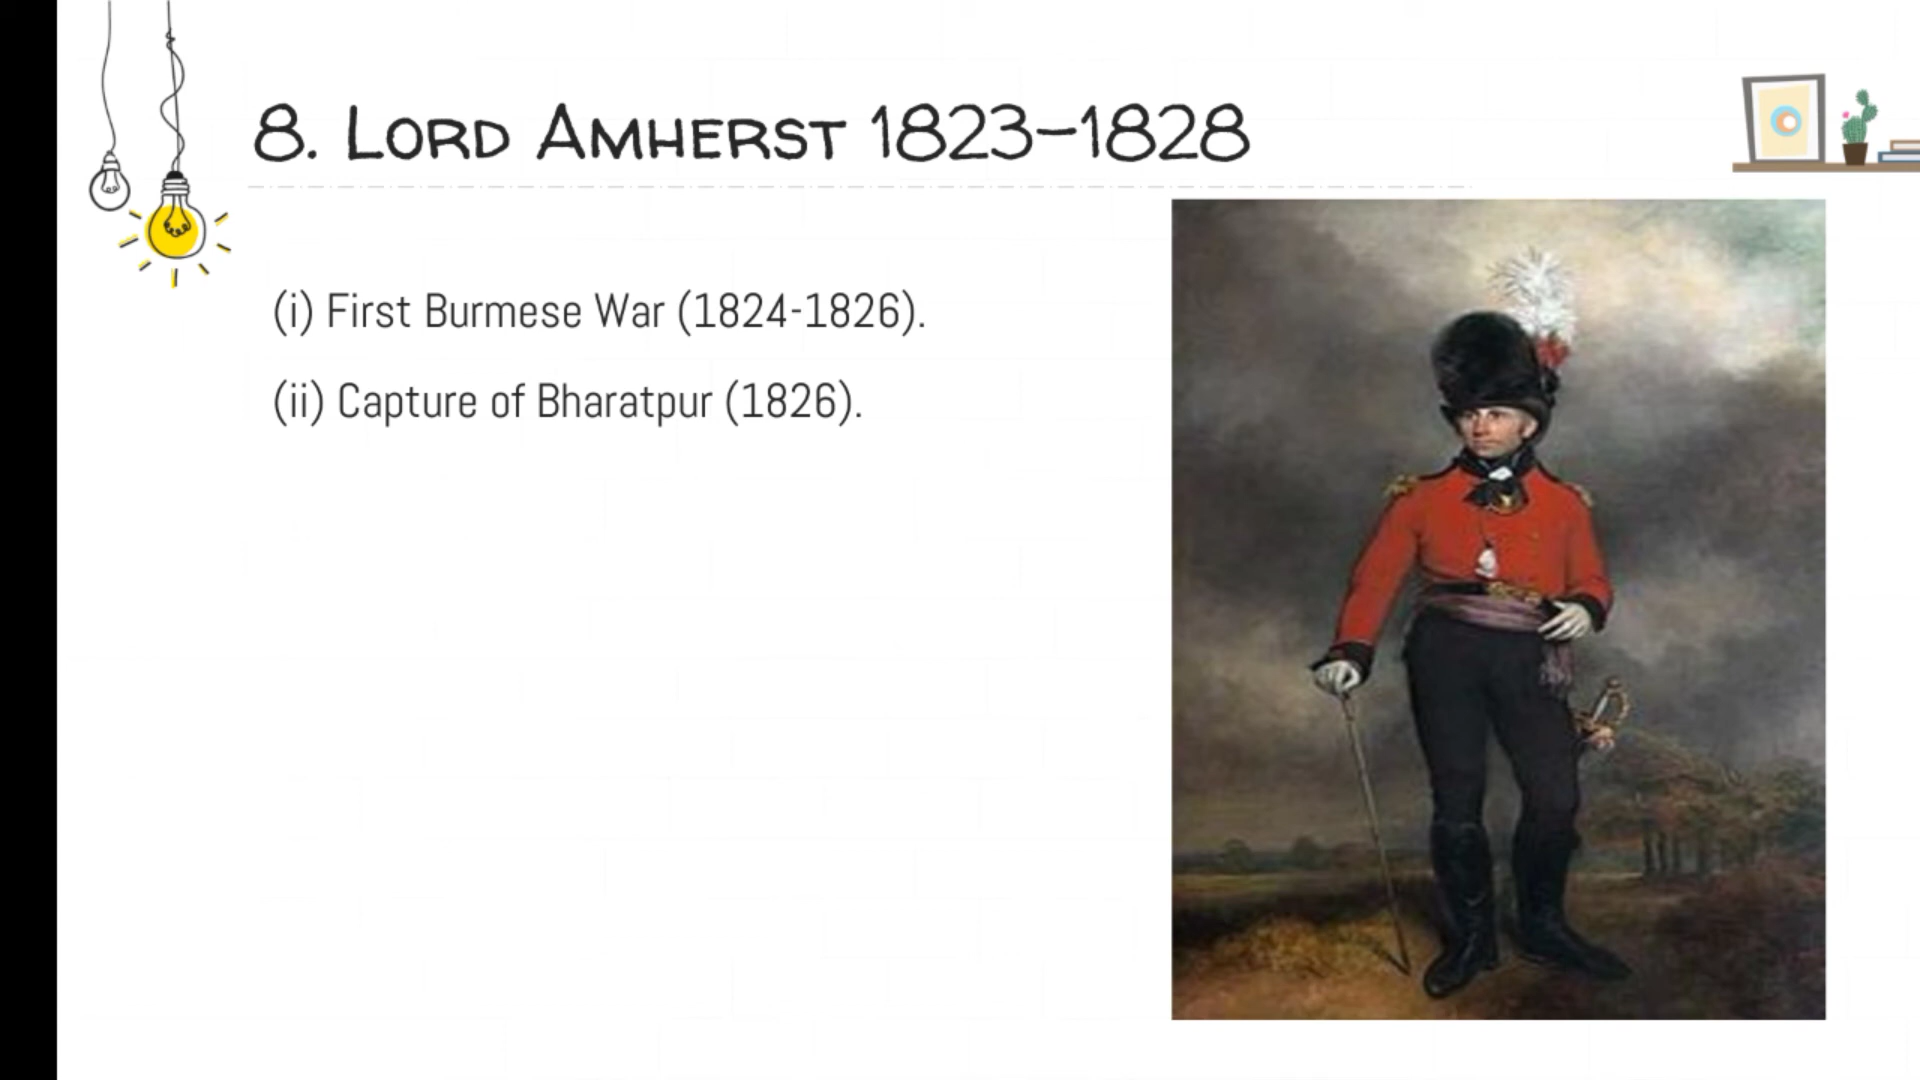 8. Lord Amherst 1823-1828
(i) First Burmese War (1824-1826).
(ii) Capture of Bharatpur (1826).